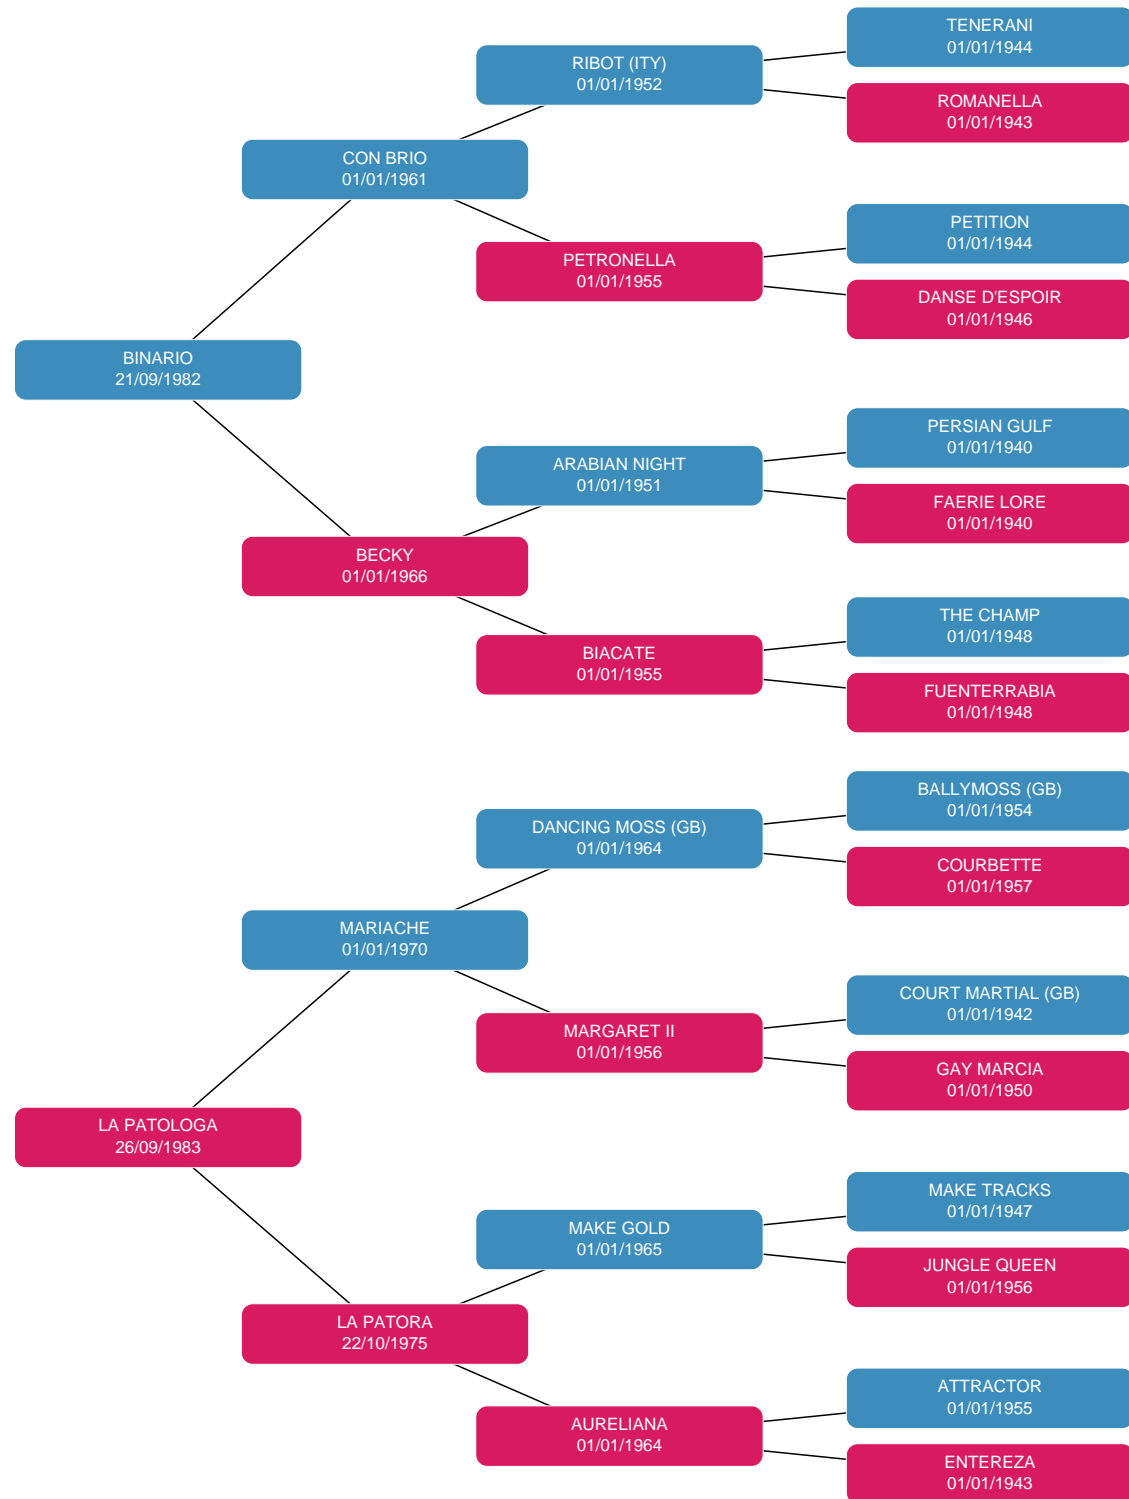 TENERANI
01/01/1944
RIBOT (ITY)
01/01/1952
ROMANELLA
01/01/1943
CON BRIO
01/01/1961
PETITION
01/01/1944
PETRONELLA
01/01/1955
DANSE D'ESPOIR
01/01/1946
BINARIO
21/09/1982
PERSIAN GULF
01/01/1940
ARABIAN NIGHT
01/01/1951
FAERIE LORE
01/01/1940
BECKY
01/01/1966
THE CHAMP
01/01/1948
BIACATE
01/01/1955
FUENTERRABIA
01/01/1948
BALLYMOSS (GB)
01/01/1954
DANCING MOSS (GB)
01/01/1964
COURBETTE
01/01/1957
MARIACHE
01/01/1970
COURT MARTIAL (GB)
01/01/1942
MARGARET II
01/01/1956
GAY MARCIA
01/01/1950
LA PATOLOGA
26/09/1983
MAKE TRACKS
01/01/1947
MAKE GOLD
01/01/1965
JUNGLE QUEEN
01/01/1956
LA PATORA
22/10/1975
ATTRACTOR
01/01/1955
AURELIANA
01/01/1964
ENTEREZA
01/01/1943